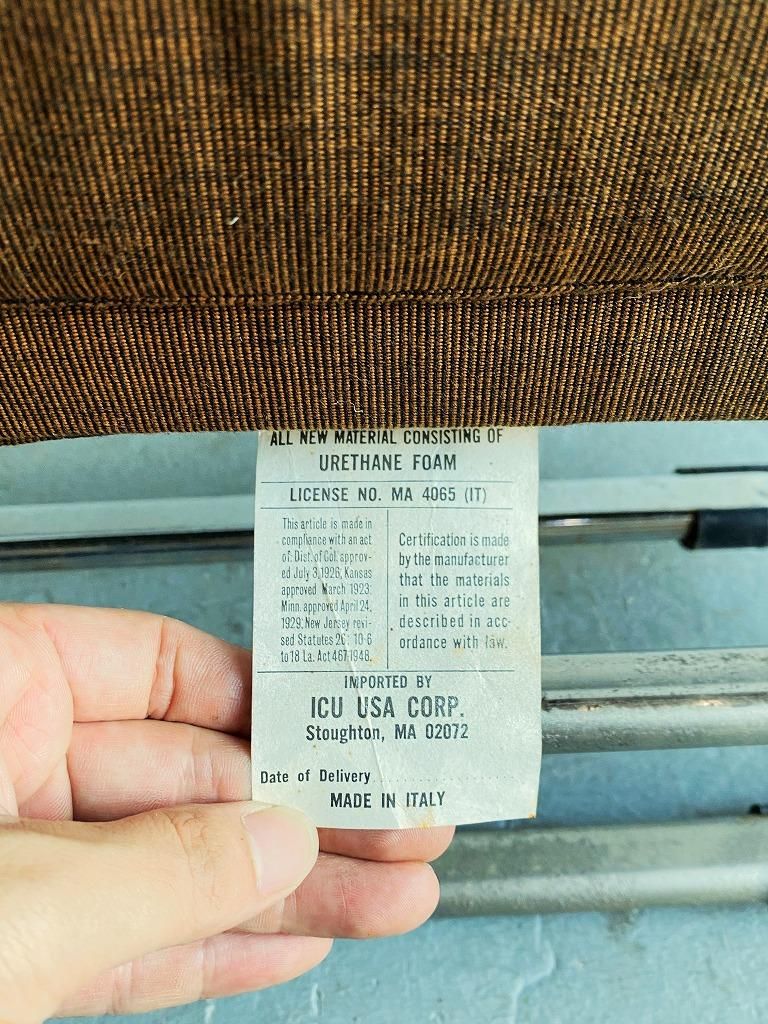 ALL NEW MATERIAL CONSISTING OF
URETHANE FOAM
LICENSE NO. MA 4065 (IT)
This article is made in
compliance with an act
of: Dist. of Col. approv-
ed July 3,1926, Kansas
approved March 1923;
Minn. approved April 24,
1929; New Jersey revi-
sed Statutes 26: 10-6
to 18 La. Act 467-1948.
Certification is made
by the manufacturer
that the materials
in this article are
described in acc-
ordance with law.
IMPORTED BY
ICU USA CORP.
Stoughton, MA 02072
Date of Delivery....................
MADE IN ITALY